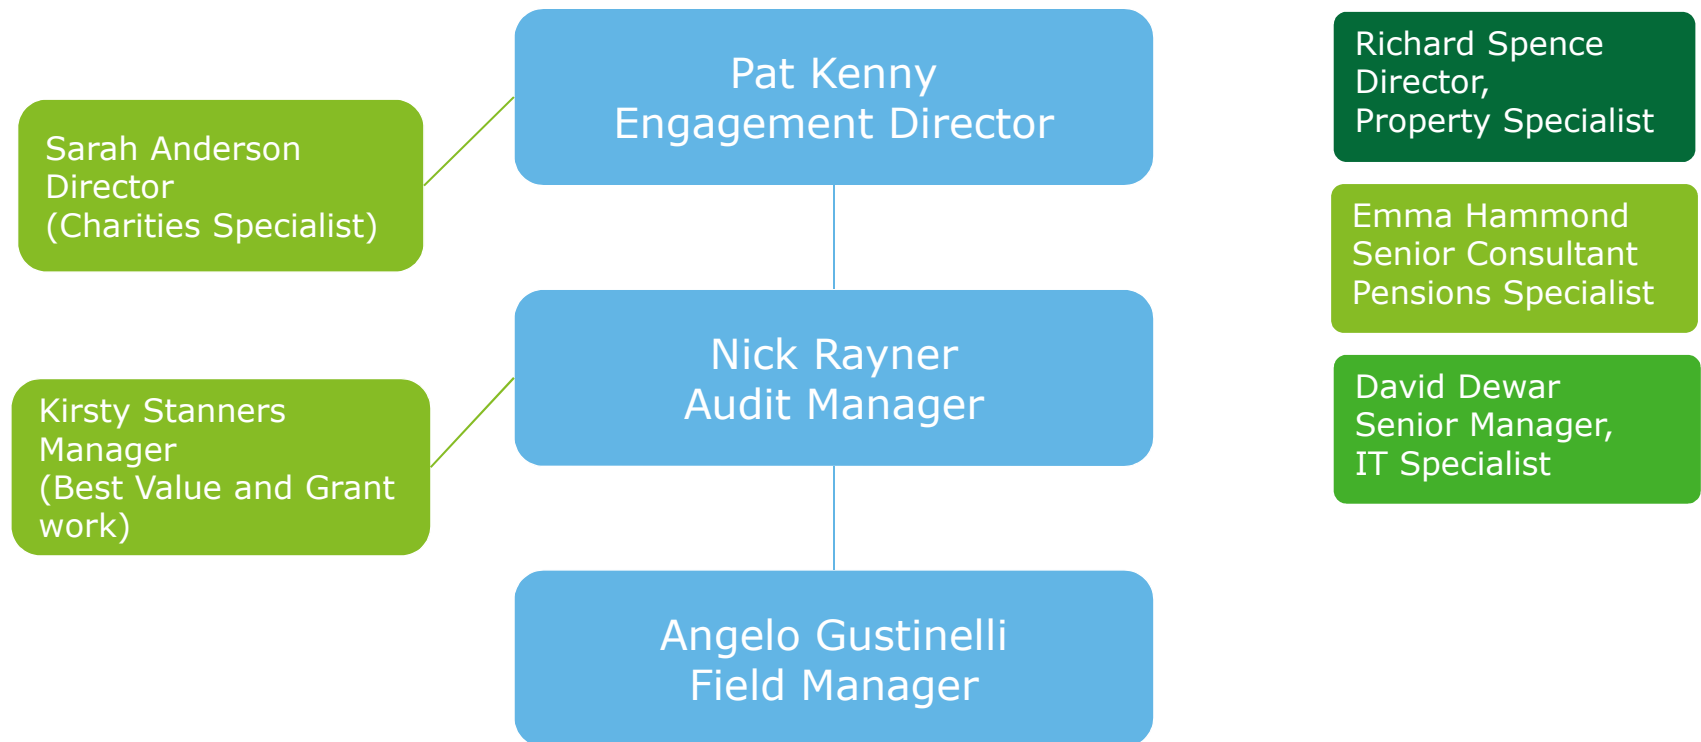 Pat Kenny
Engagement Director
Sarah Anderson
Director
(Charities Specialist)
Nick Rayner
Audit Manager
Kirsty Stanners
Manager
(Best Value and Grant
work)
Angelo Gustinelli
Field Manager
Richard Spence
Director,
Property Specialist
Emma Hammond
Senior Consultant
Pensions Specialist
David Dewar
Senior Manager,
IT Specialist